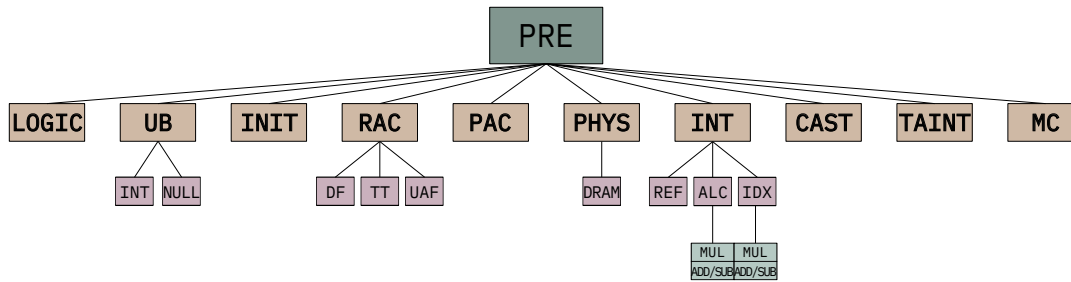 PRE
LOGIC UB INIT RAC PAC PHYS INT CAST TAINT MC
INT NULL DF TT UAF DRAM REF ALC IDX
MUL MUL
ADD/SUB ADD/SUB